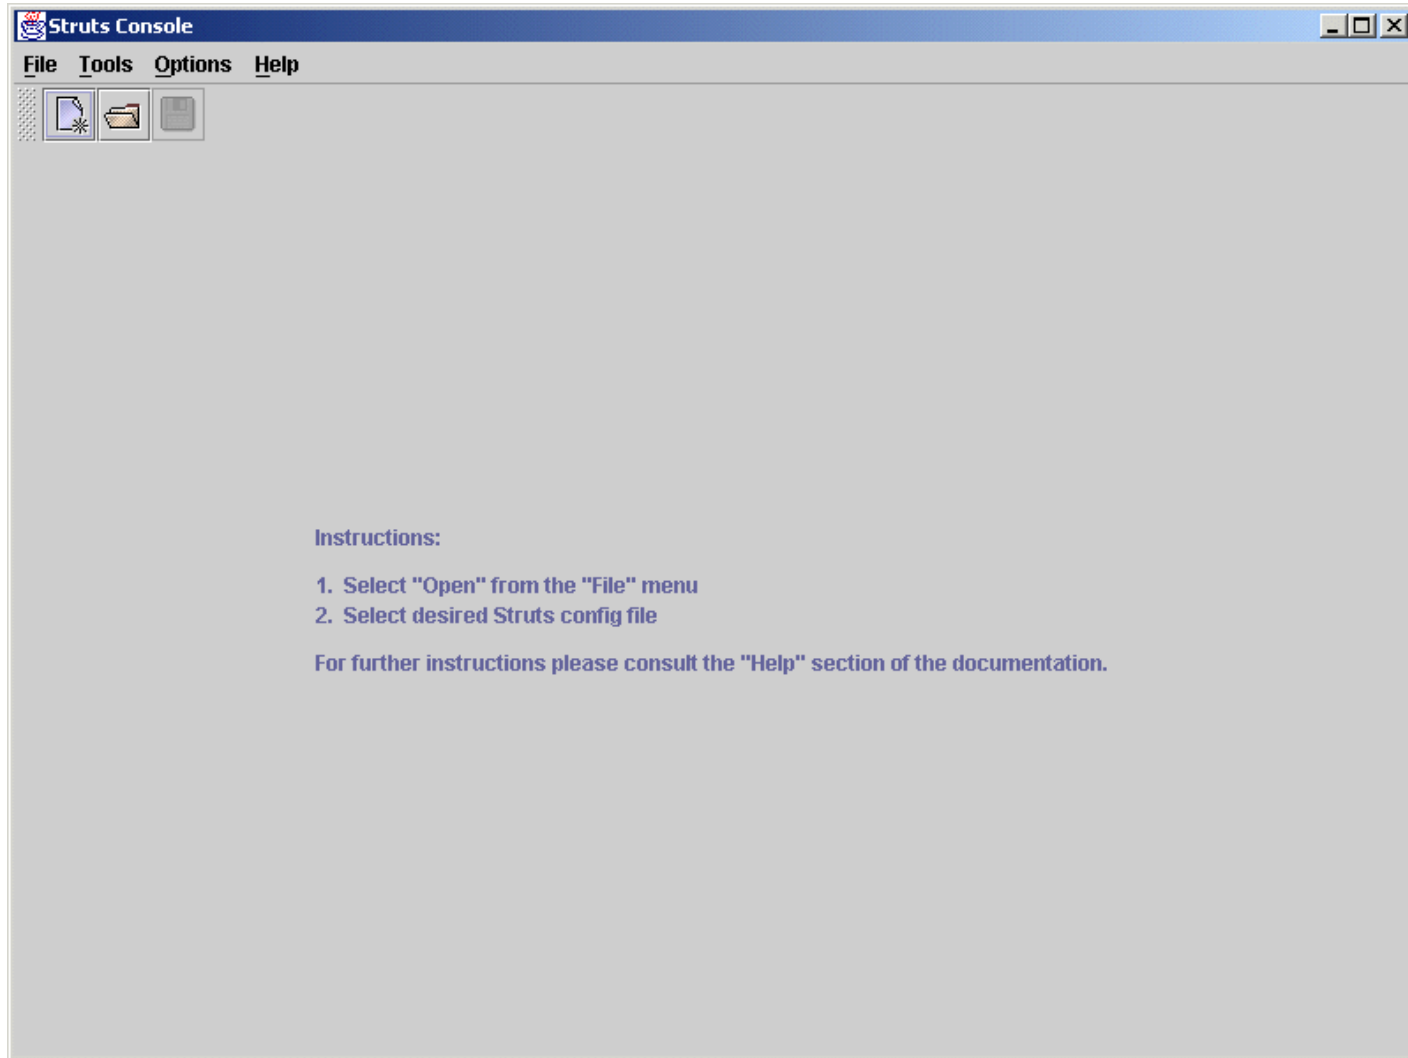 Struts Console
File Tools Options Help
Instructions:
1. Select "Open" from the "File" menu
2. Select desired Struts config file
For further instructions please consult the "Help" section of the documentation.